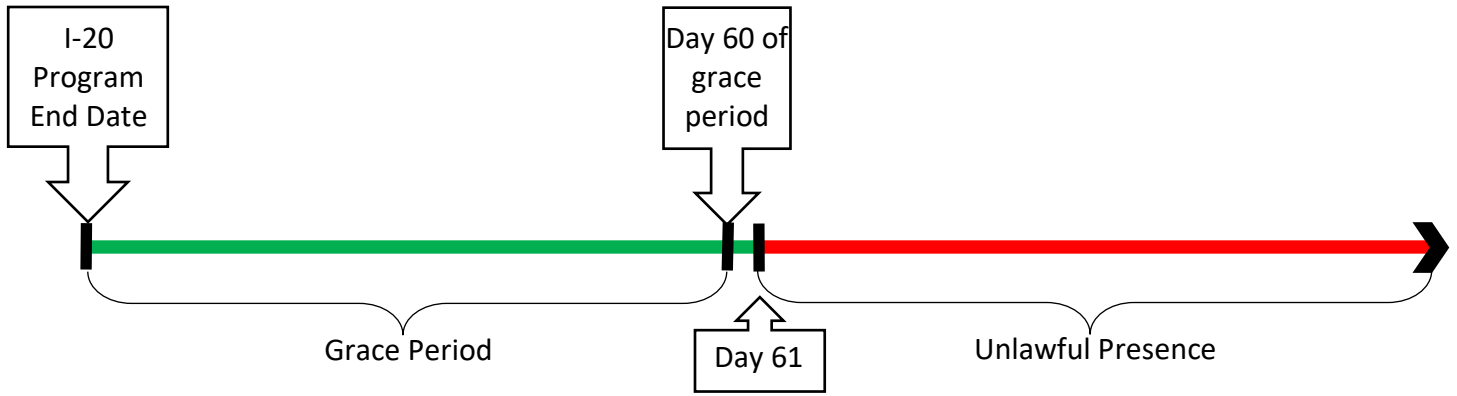 I-20
Program
End Date
Day 60 of
grace
period
Grace Period
Day 61
Unlawful Presence